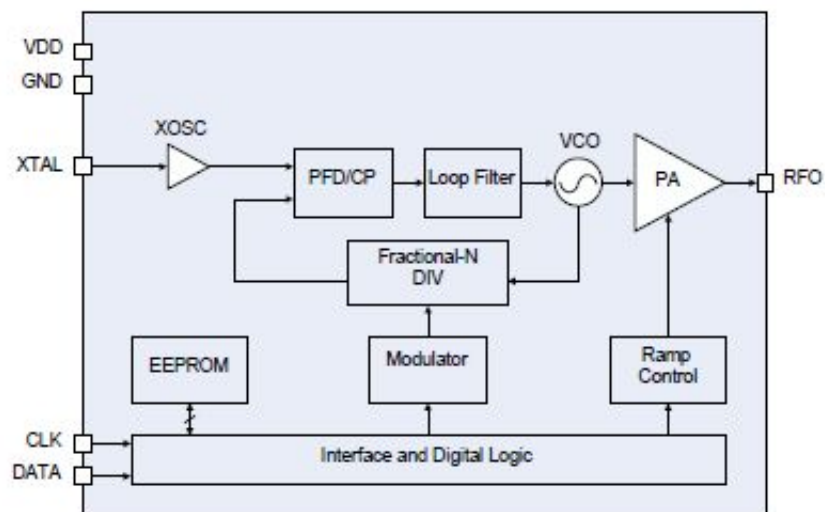 VDD
GND
XOSC
VCO
XTAL
PFD/CP
Loop Filter
PA
RFO
Fractional-N
DIV
EEPROM
Modulator
Ramp
Control
CLK
DATA
Interface and Digital Logic